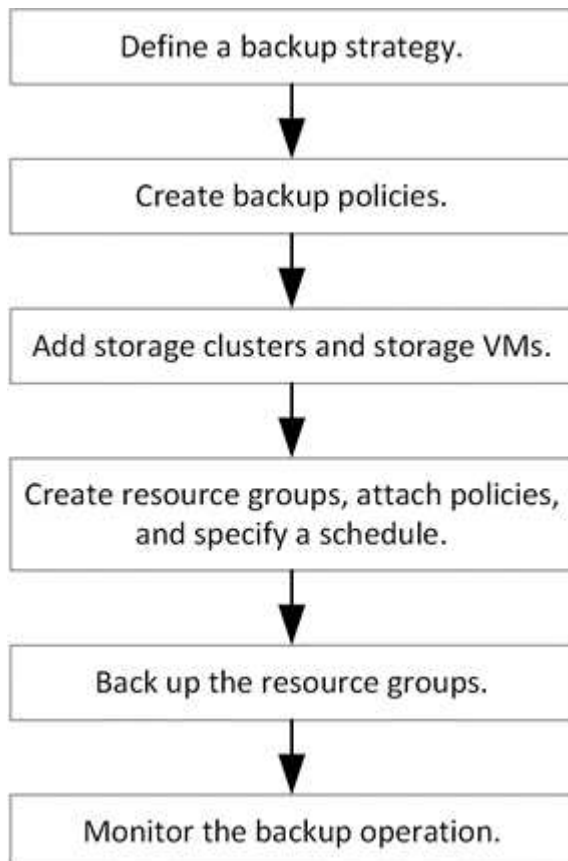 Define a backup strategy.
Create backup policies.
Add storage clusters and storage VMs.
Create resource groups, attach policies,
and specify a schedule.
Back up the resource groups.
Monitor the backup operation.